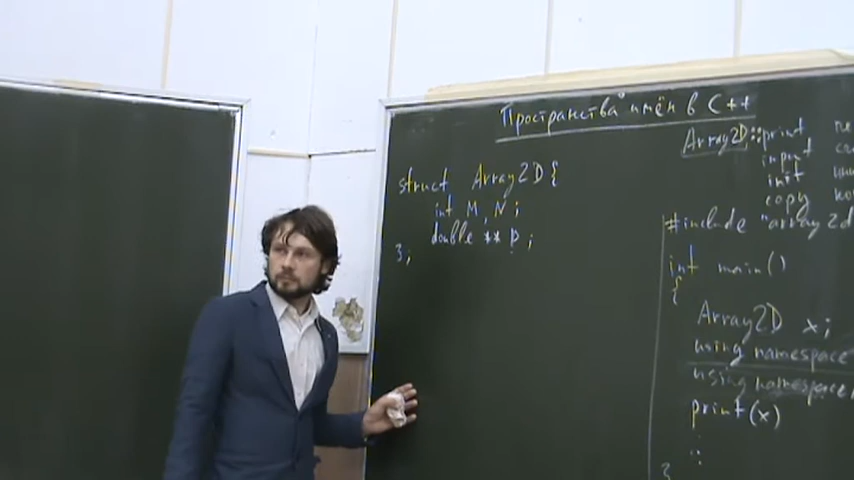 Пространства имён в C++
struct Array2D {
int M, N;
double ** p;
};
Array2D::print
input
init
copy
#include "array2d
int main()
{
Array2D x;
using namespace
using namespace
print(x)
}